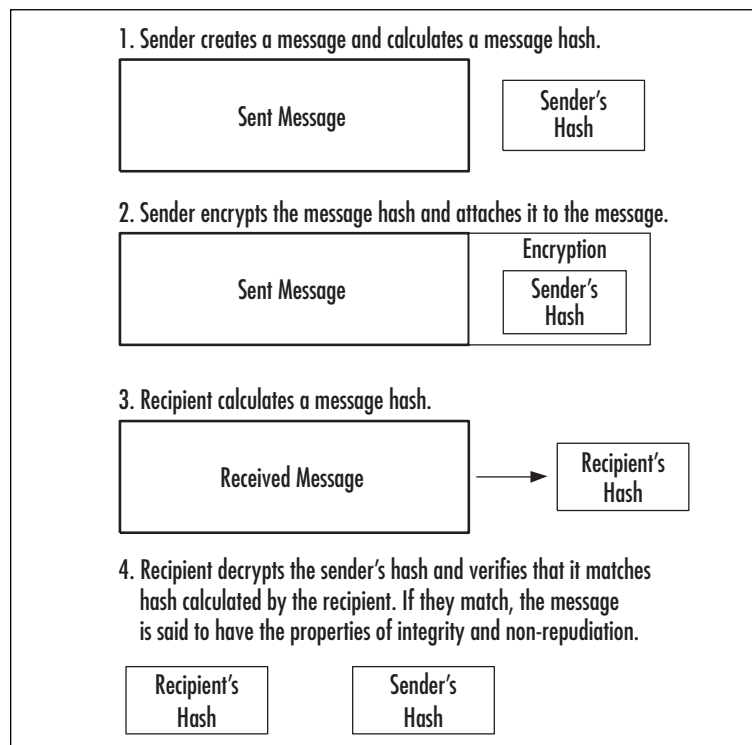 1. Sender creates a message and calculates a message hash.
Sent Message
Sender's
Hash
2. Sender encrypts the message hash and attaches it to the message.
Sent Message
Encryption
Sender's
Hash
3. Recipient calculates a message hash.
Received Message
Recipient's
Hash
4. Recipient decrypts the sender's hash and verifies that it matches
hash calculated by the recipient. If they match, the message
is said to have the properties of integrity and non-repudiation.
Recipient's
Hash
Sender's
Hash